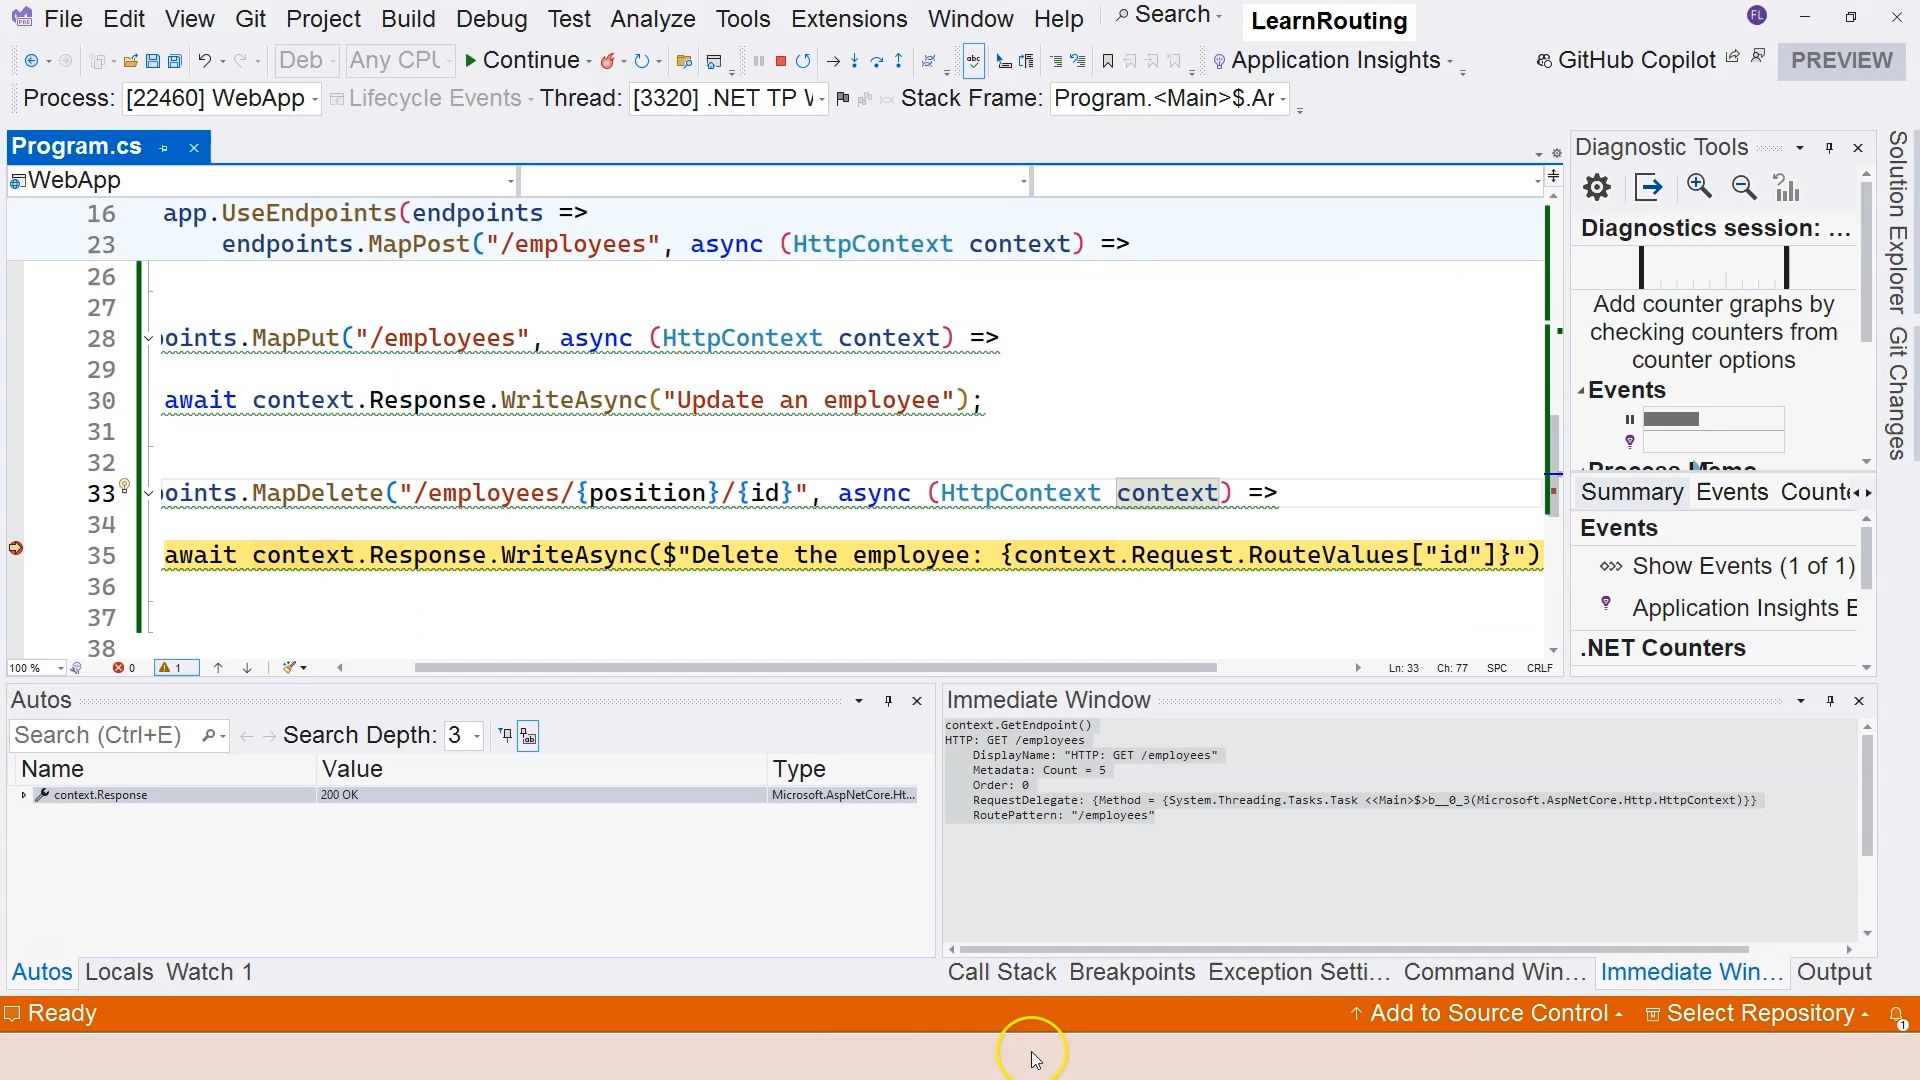 File Edit View Git Project Build Debug Test Analyze Tools Extensions Window Help Search LearnRouting FL
Deb Any CPU Continue Application Insights GitHub Copilot PREVIEW
Process: [22460] WebApp Lifecycle Events Thread: [3320] .NET TP Stack Frame: Program.<Main>$.Ar
Program.cs
WebApp
16 app.UseEndpoints(endpoints =>
23 endpoints.MapPost("/employees", async (HttpContext context) =>
26
27
28 oints.MapPut("/employees", async (HttpContext context) =>
29
30 await context.Response.WriteAsync("Update an employee");
31
32
33 oints.MapDelete("/employees/{position}/{id}", async (HttpContext context) =>
34
35 await context.Response.WriteAsync($"Delete the employee: {context.Request.RouteValues["id"]}")
36
37
38
100 % 0 1 Ln: 33 Ch: 77 SPC CRLF
Diagnostic Tools
Diagnostics session: ...
Add counter graphs by
checking counters from
counter options
Events
Summary Events Counte
Events
Show Events (1 of 1)
Application Insights E
.NET Counters
Solution Explorer
Git Changes
Autos
Search (Ctrl+E) Search Depth: 3
Name Value Type
context.Response 200 OK Microsoft.AspNetCore.Ht...
Autos Locals Watch 1
Immediate Window
context.GetEndpoint()
HTTP: GET /employees
DisplayName: "HTTP: GET /employees"
Metadata: Count = 5
Order: 0
RequestDelegate: {Method = {System.Threading.Tasks.Task <<Main>$>b__0_3(Microsoft.AspNetCore.Http.HttpContext)}}
RoutePattern: "/employees"
Call Stack Breakpoints Exception Setti... Command Win... Immediate Win... Output
Ready Add to Source Control Select Repository 1